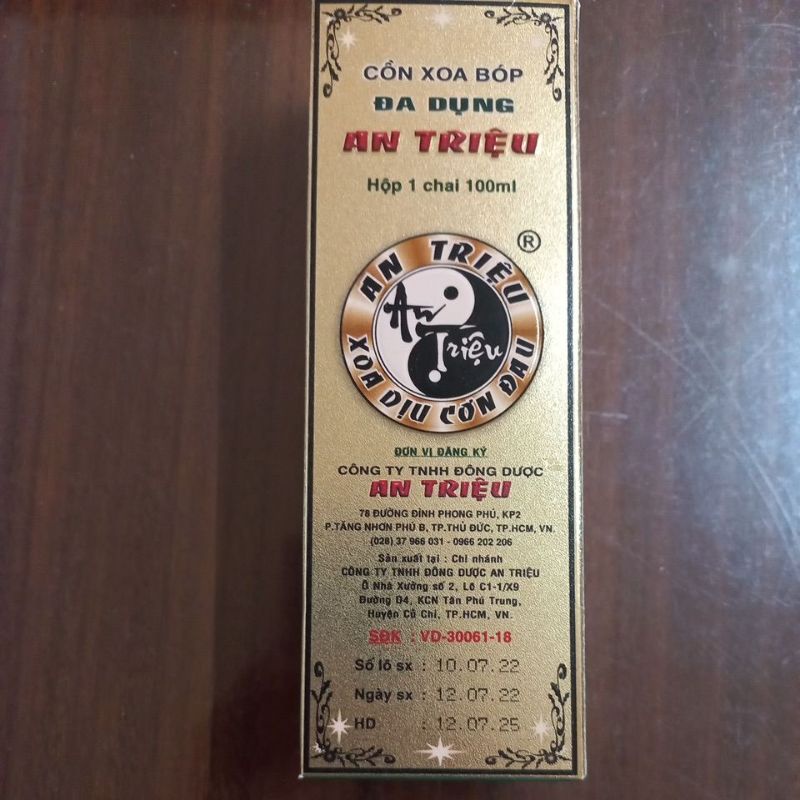 CỒN XOA BÓP
ĐA DỤNG
AN TRIỆU
Hộp 1 chai 100ml
®
AN TRIỆU
An
Triệu
XOA DỊU CƠN ĐAU
ĐƠN VỊ ĐĂNG KÝ
CÔNG TY TNHH ĐÔNG DƯỢC
AN TRIỆU
78 ĐƯỜNG ĐÌNH PHONG PHÚ, KP2
P.TĂNG NHƠN PHÚ B, TP.THỦ ĐỨC, TP.HCM, VN.
(028) 37 966 031 - 0966 202 206
Sản xuất tại : Chi nhánh
CÔNG TY TNHH ĐÔNG DƯỢC AN TRIỆU
Ô Nhà Xưởng số 2, Lô C1-1/X9
Đường D4, KCN Tân Phú Trung,
Huyện Củ Chi, TP.HCM, VN.
SĐK : VD-30061-18
Số lô sx : 10.07.22
Ngày sx : 12.07.22
HD : 12.07.25